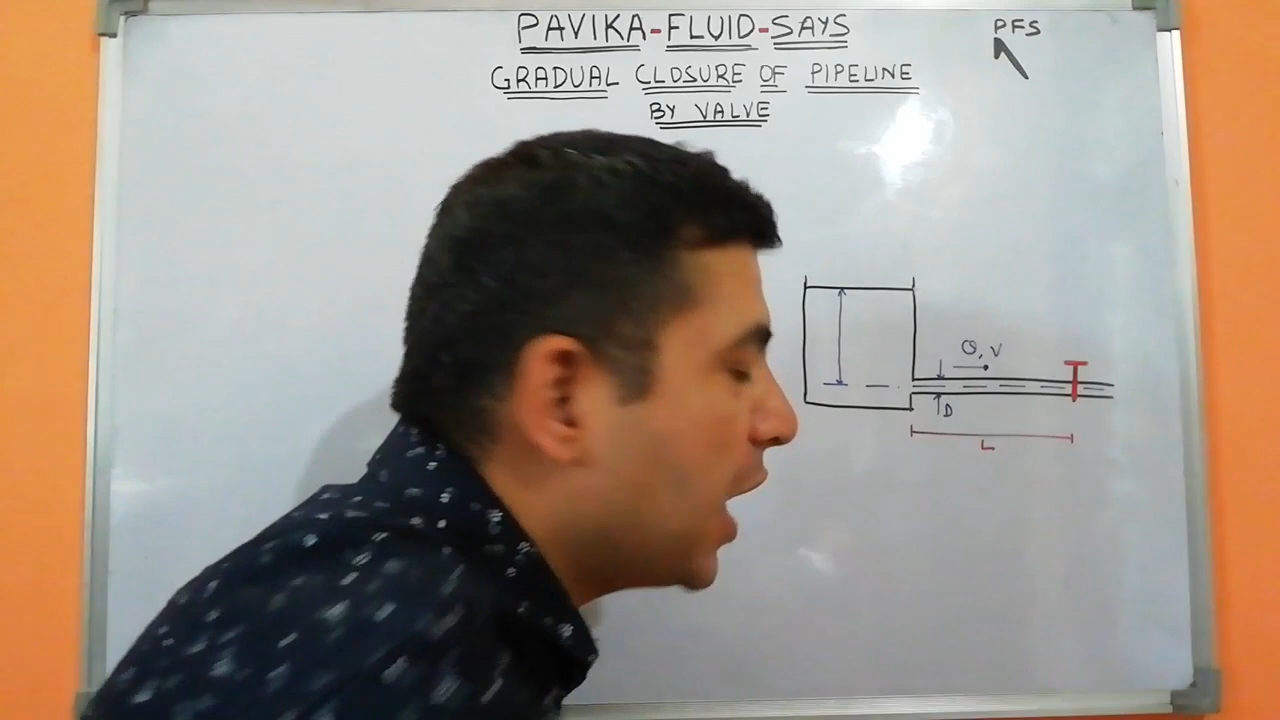 PAVIKA-FLUID-SAYS
PFS
GRADUAL CLOSURE OF PIPELINE
BY VALVE
Q, V
D
L